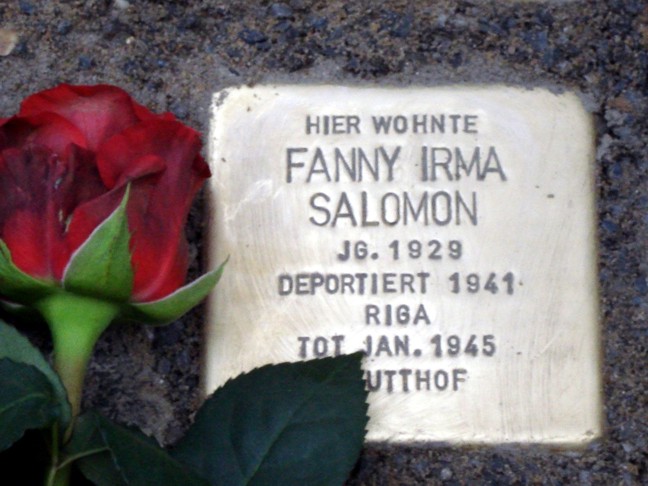 HIER WOHNTE
FANNY IRMA
SALOMON
JG. 1929
DEPORTIERT 1941
RIGA
TOT JAN. 1945
UTTHOF